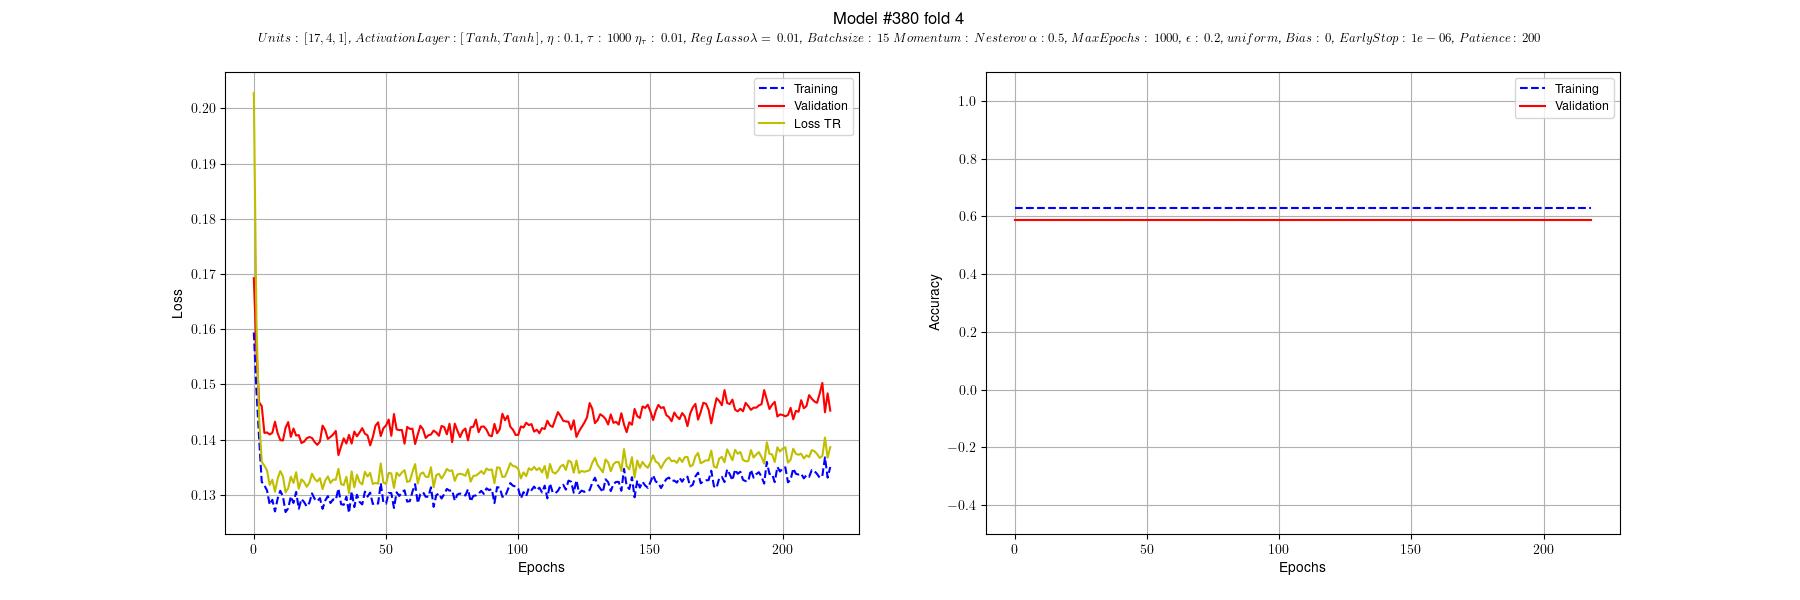 Model #380 fold 4
Units : [17, 4, 1], ActivationLayer : [Tanh, Tanh], η : 0.1, τ : 1000 η_τ : 0.01, Reg Lassoλ = 0.01, Batchsize : 15 Momentum : Nesterov α : 0.5, MaxEpochs : 1000, ϵ : 0.2, uniform, Bias : 0, EarlyStop : 1e − 06, Patience : 200
Loss
0.20
0.19
0.18
0.17
0.16
0.15
0.14
0.13
0 50 100 150 200
Epochs
Training
Validation
Loss TR
Accuracy
1.0
0.8
0.6
0.4
0.2
0.0
−0.2
−0.4
0 50 100 150 200
Epochs
Training
Validation